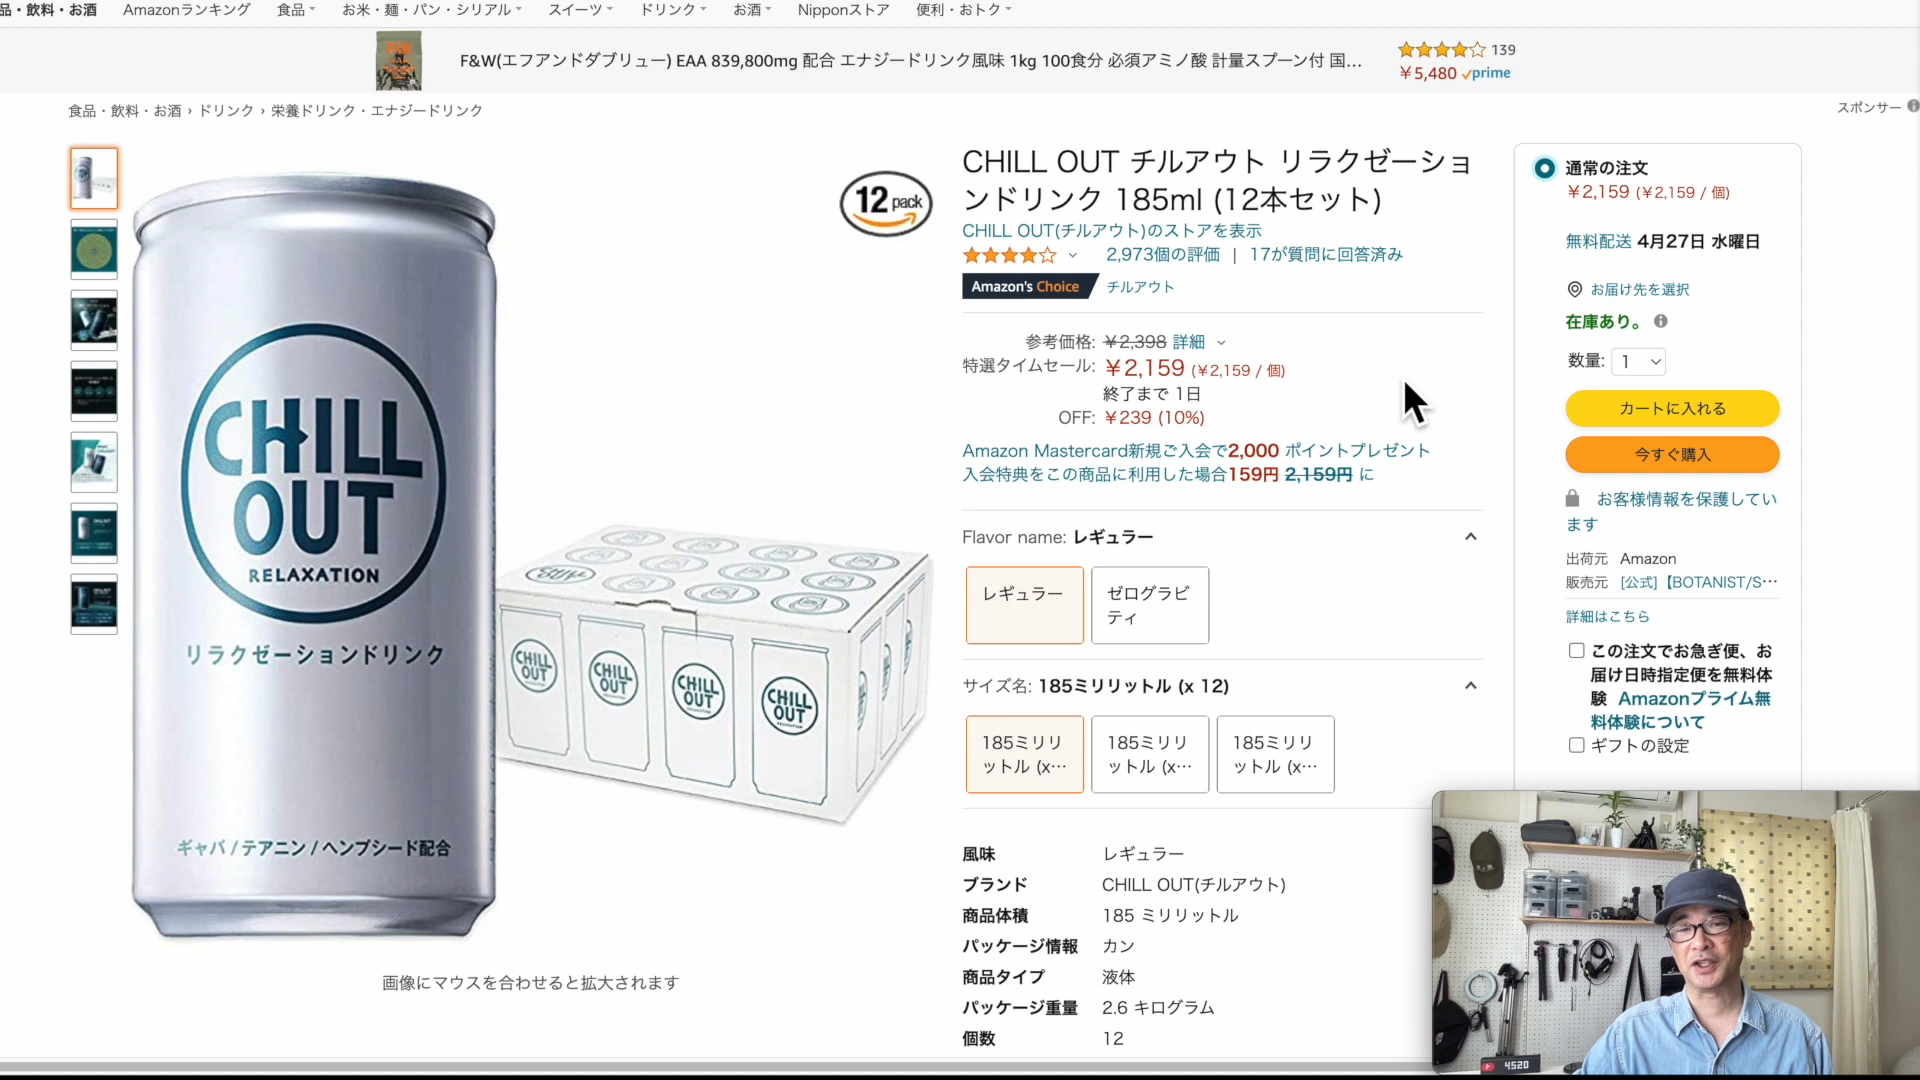 品・飲料・お酒 Amazonランキング 食品 お米・麺・パン・シリアル スイーツ ドリンク お酒 Nipponストア 便利・おトク
F&W(エフアンドダブリュー) EAA 839,800mg 配合 エナジードリンク風味 1kg 100食分 必須アミノ酸 計量スプーン付 国…
139
￥5,480 prime
食品・飲料・お酒 › ドリンク › 栄養ドリンク・エナジードリンク
スポンサー
12 pack
CHILL OUT
RELAXATION
リラクゼーションドリンク
ギャバ / テアニン / ヘンプシード配合
CHILL OUT
CHILL OUT
CHILL OUT
CHILL OUT
画像にマウスを合わせると拡大されます
CHILL OUT チルアウト リラクゼーショ
ンドリンク 185ml (12本セット)
CHILL OUT(チルアウト)のストアを表示
2,973個の評価 | 17が質問に回答済み
Amazon's Choice チルアウト
参考価格: ￥2,398 詳細
特選タイムセール: ￥2,159 (￥2,159 / 個)
終了まで 1日
OFF: ￥239 (10%)
Amazon Mastercard新規ご入会で2,000 ポイントプレゼント
入会特典をこの商品に利用した場合159円 2,159円 に
Flavor name: レギュラー
レギュラー
ゼログラビ
ティ
サイズ名: 185ミリリットル (x 12)
185ミリリ
ットル (x…
185ミリリ
ットル (x…
185ミリリ
ットル (x…
風味 レギュラー
ブランド CHILL OUT(チルアウト)
商品体積 185 ミリリットル
パッケージ情報 カン
商品タイプ 液体
パッケージ重量 2.6 キログラム
個数 12
通常の注文
￥2,159 (￥2,159 / 個)
無料配送 4月27日 水曜日
お届け先を選択
在庫あり。
数量: 1
カートに入れる
今すぐ購入
お客様情報を保護してい
ます
出荷元 Amazon
販売元 [公式]【BOTANIST/S…
詳細はこちら
この注文でお急ぎ便、お
届け日時指定便を無料体
験 Amazonプライム無
料体験について
ギフトの設定
4520